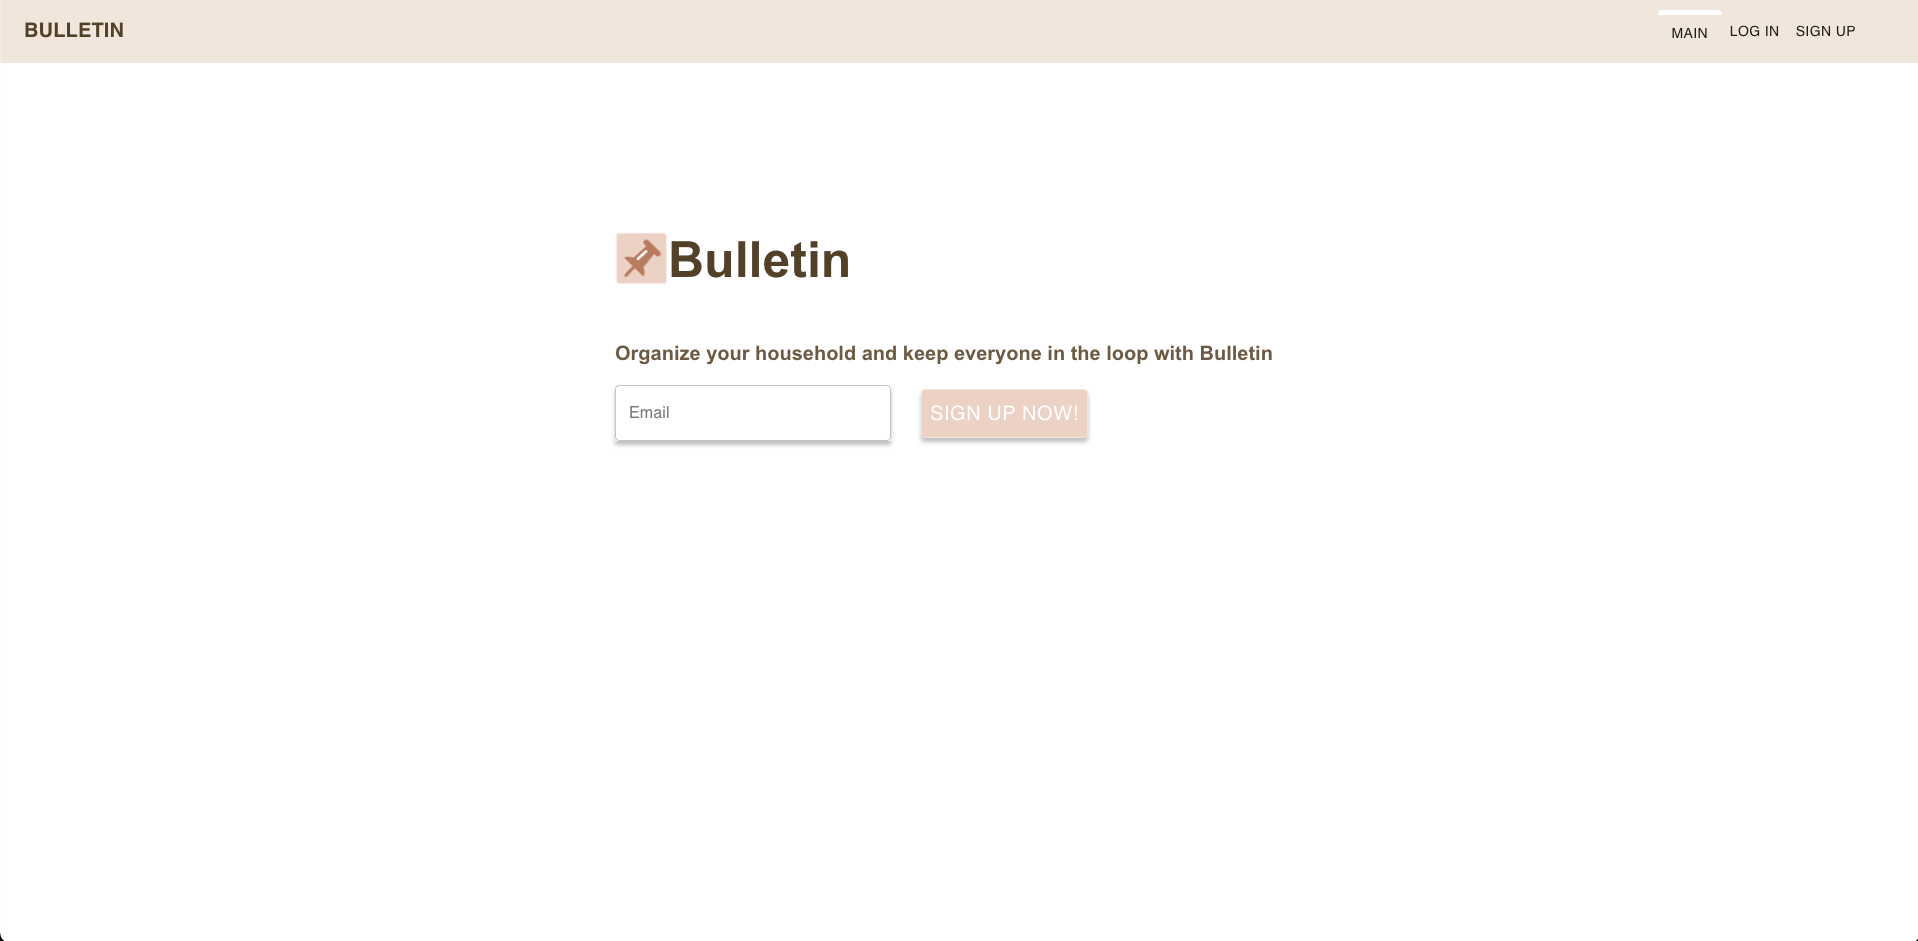 BULLETIN
MAIN LOG IN SIGN UP
Bulletin
Organize your household and keep everyone in the loop with Bulletin
Email
SIGN UP NOW!